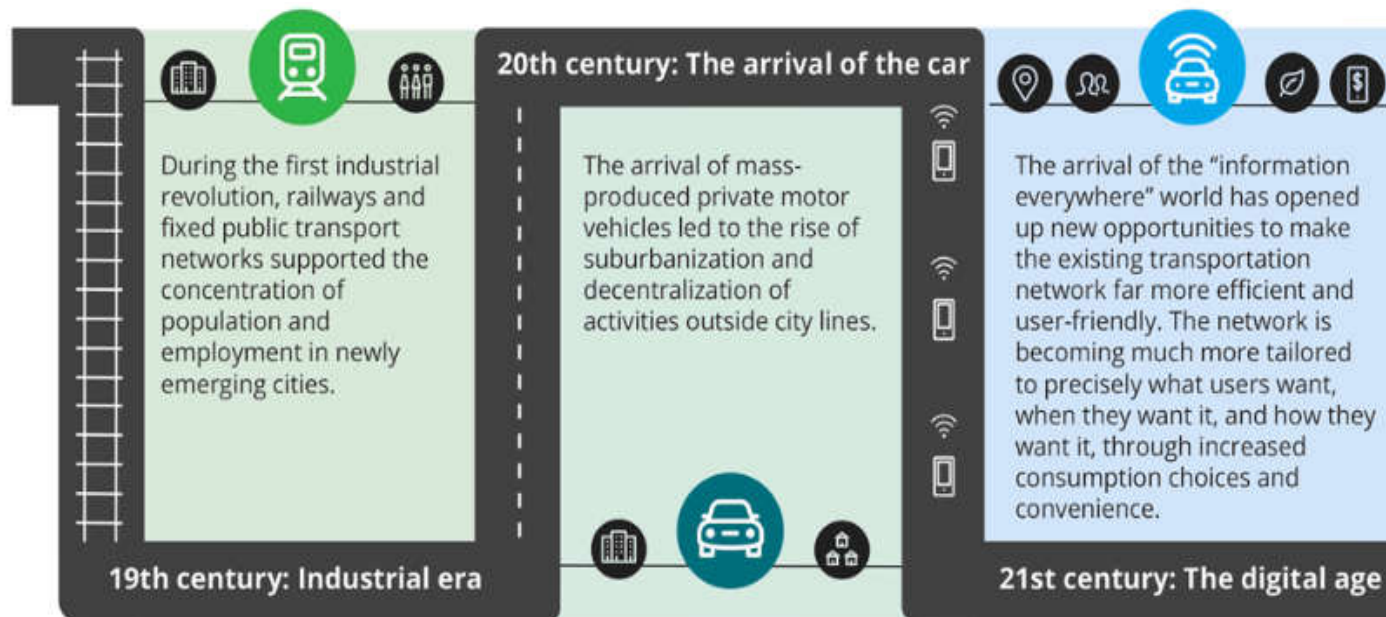 During the first industrial
revolution, railways and
fixed public transport
networks supported the
concentration of
population and
employment in newly
emerging cities.
19th century: Industrial era
20th century: The arrival of the car
The arrival of mass-
produced private motor
vehicles led to the rise of
suburbanization and
decentralization of
activities outside city lines.
$
The arrival of the “information
everywhere” world has opened
up new opportunities to make
the existing transportation
network far more efficient and
user-friendly. The network is
becoming much more tailored
to precisely what users want,
when they want it, and how they
want it, through increased
consumption choices and
convenience.
21st century: The digital age